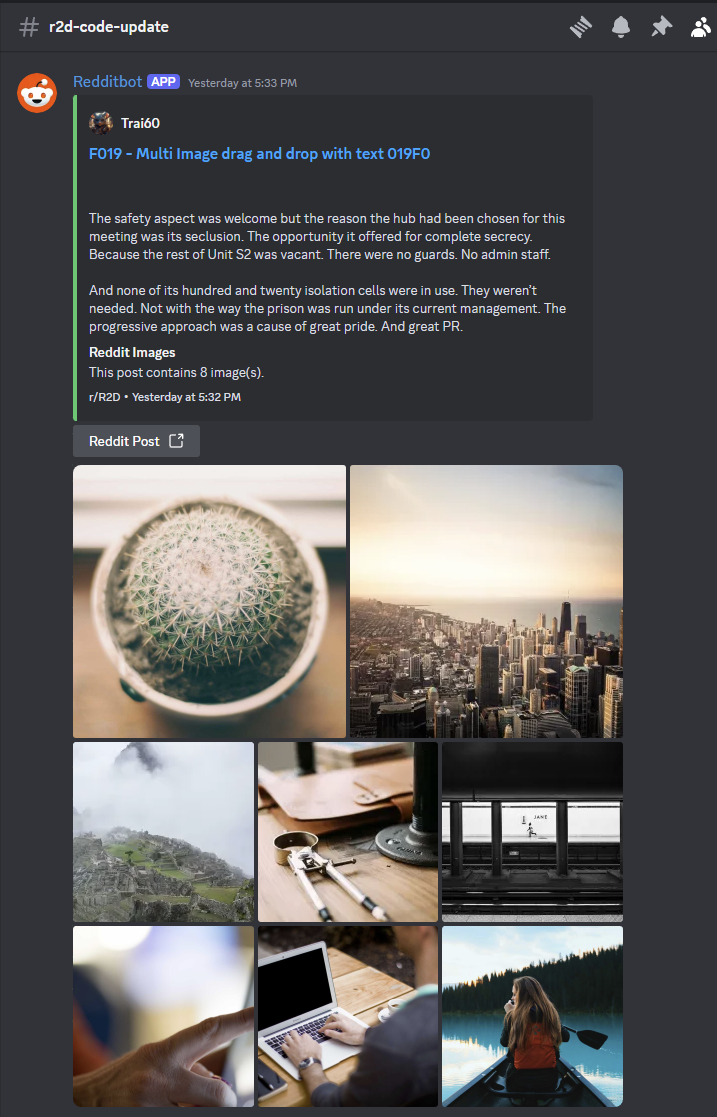 r2d-code-update
Redditbot APP Yesterday at 5:33 PM
Trai60
F019 - Multi Image drag and drop with text 019F0
The safety aspect was welcome but the reason the hub had been chosen for this
meeting was its seclusion. The opportunity it offered for complete secrecy.
Because the rest of Unit S2 was vacant. There were no guards. No admin staff.
And none of its hundred and twenty isolation cells were in use. They weren’t
needed. Not with the way the prison was run under its current management. The
progressive approach was a cause of great pride. And great PR.
Reddit Images
This post contains 8 image(s).
r/R2D • Yesterday at 5:32 PM
Reddit Post
JANE